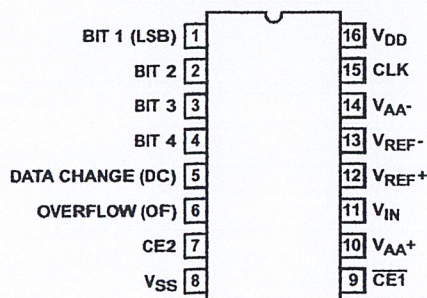 BIT 1 (LSB) 1 16 VDD
BIT 2 2 15 CLK
BIT 3 3 14 VAA-
BIT 4 4 13 VREF-
DATA CHANGE (DC) 5 12 VREF+
OVERFLOW (OF) 6 11 VIN
CE2 7 10 VAA+
VSS 8 9 CE1